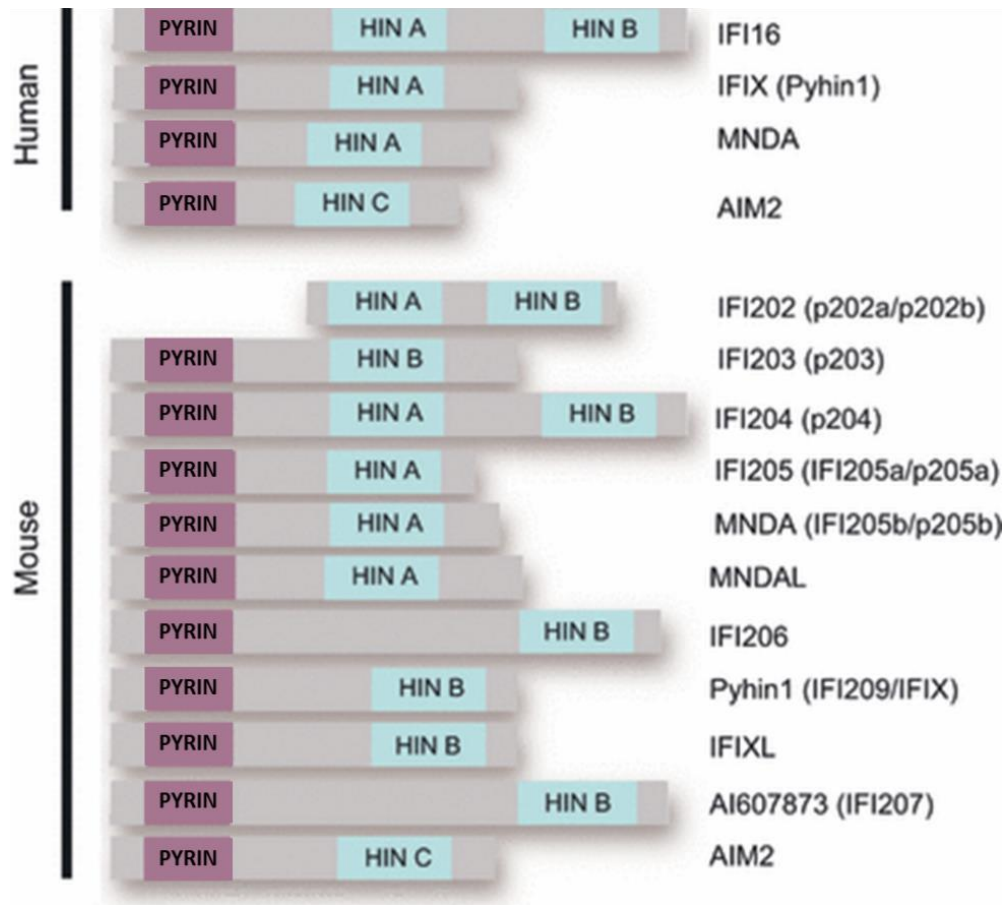 Human
PYRIN HIN A HIN B IFI16
PYRIN HIN A IFIX (Pyhin1)
PYRIN HIN A MNDA
PYRIN HIN C AIM2
Mouse
HIN A HIN B IFI202 (p202a/p202b)
PYRIN HIN B IFI203 (p203)
PYRIN HIN A HIN B IFI204 (p204)
PYRIN HIN A IFI205 (IFI205a/p205a)
PYRIN HIN A MNDA (IFI205b/p205b)
PYRIN HIN A MNDAL
PYRIN HIN B IFI206
PYRIN HIN B Pyhin1 (IFI209/IFIX)
PYRIN HIN B IFIXL
PYRIN HIN B AI607873 (IFI207)
PYRIN HIN C AIM2